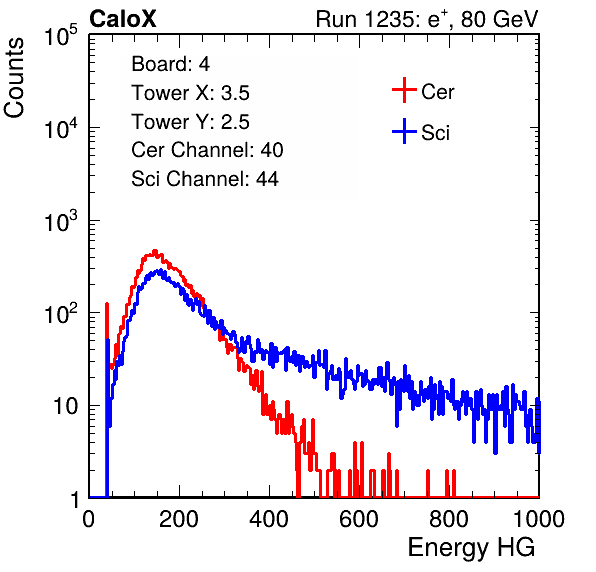 CaloX Run 1235: e⁺, 80 GeV
Counts
Board: 4
Tower X: 3.5
Tower Y: 2.5
Cer Channel: 40
Sci Channel: 44
Cer
Sci
10⁵
10⁴
10³
10²
10
1
0 200 400 600 800 1000
Energy HG